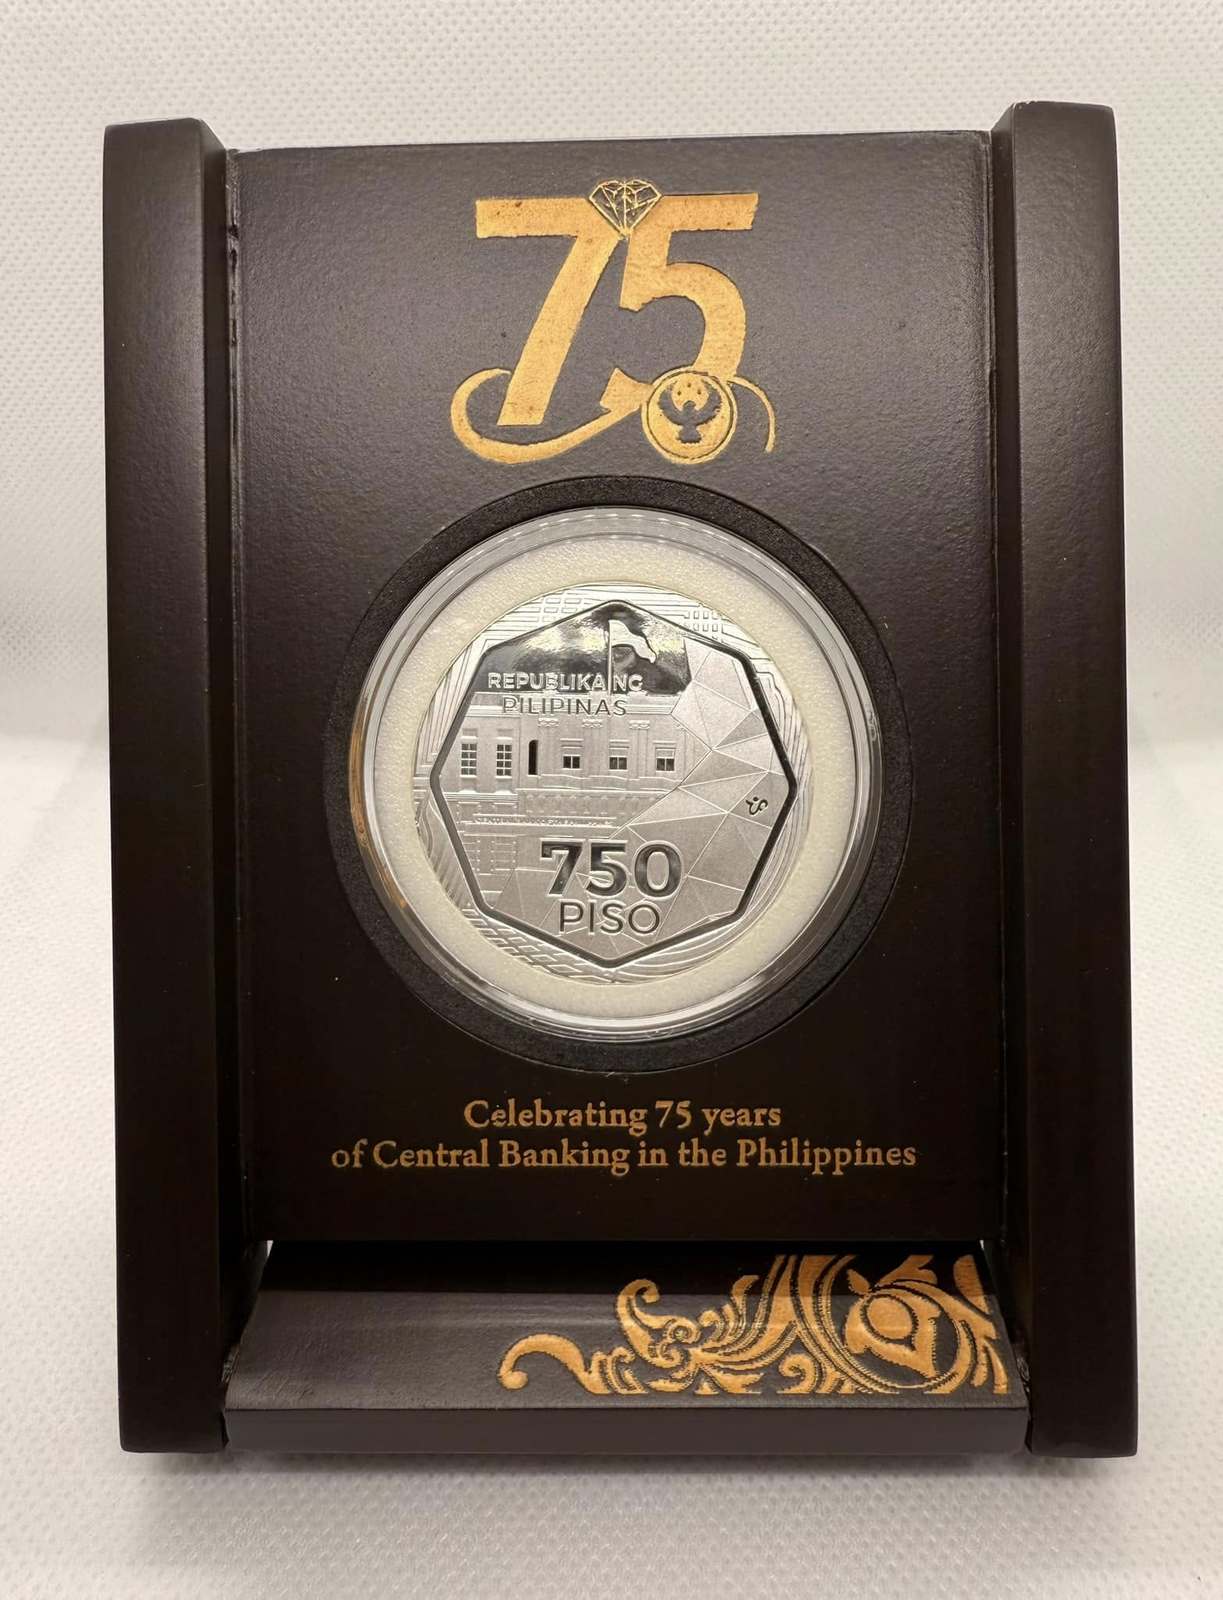 75
REPUBLIKA NG
PILIPINAS
750
PISO
Celebrating 75 years
of Central Banking in the Philippines